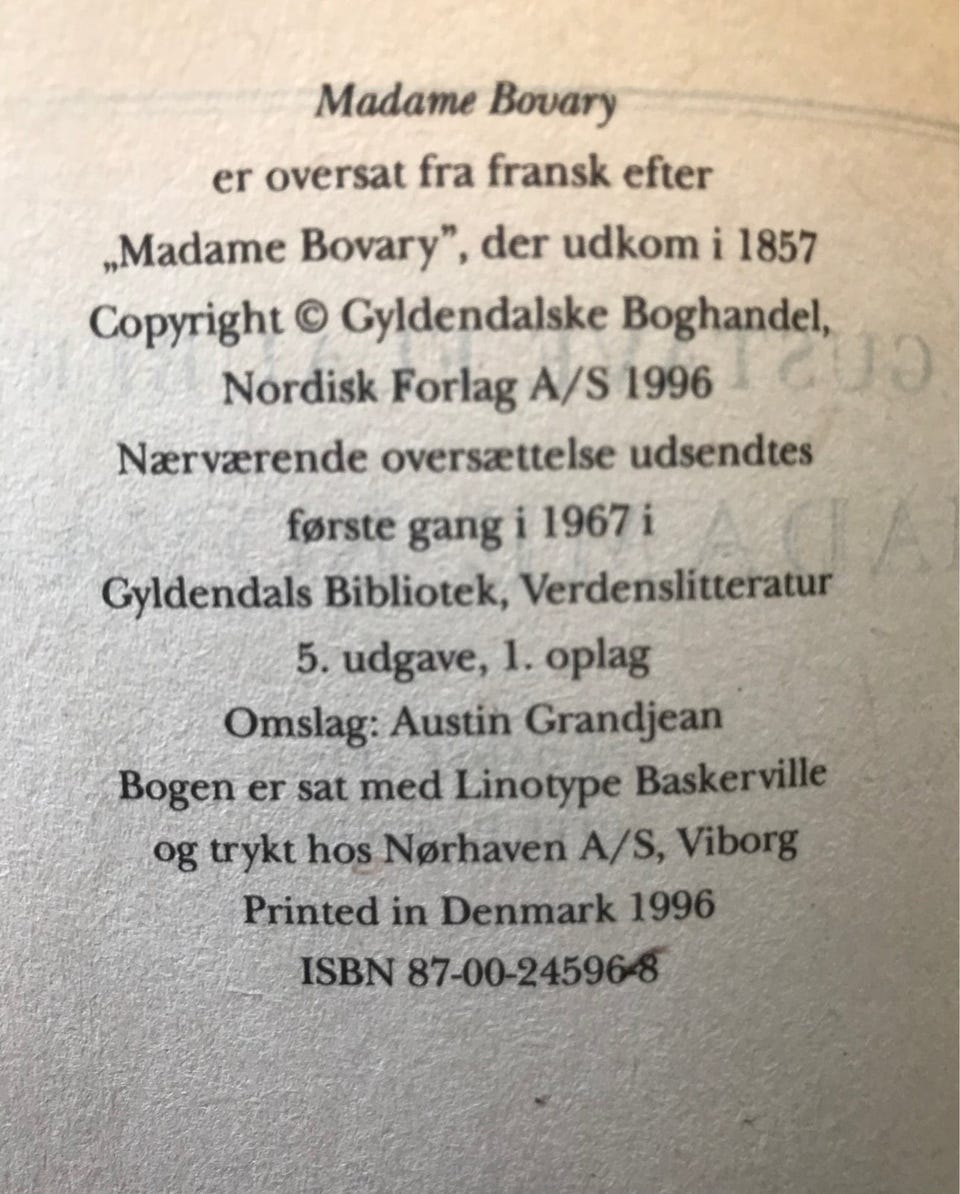 Madame Bovary
er oversat fra fransk efter
„Madame Bovary”, der udkom i 1857
Copyright © Gyldendalske Boghandel,
Nordisk Forlag A/S 1996
Nærværende oversættelse udsendtes
første gang i 1967 i
Gyldendals Bibliotek, Verdenslitteratur
5. udgave, 1. oplag
Omslag: Austin Grandjean
Bogen er sat med Linotype Baskerville
og trykt hos Nørhaven A/S, Viborg
Printed in Denmark 1996
ISBN 87-00-24596-8